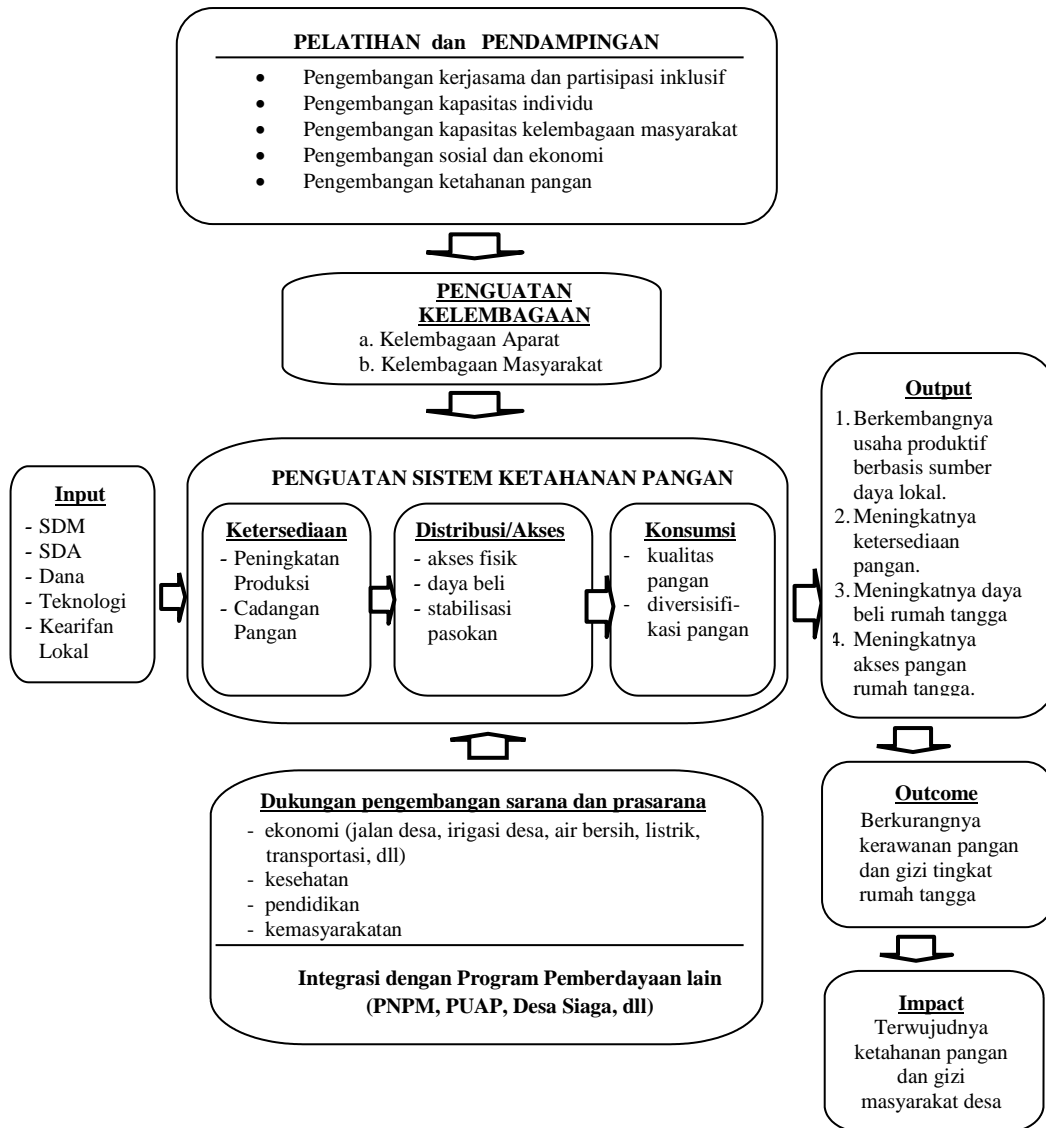 PELATIHAN dan PENDAMPINGAN
• Pengembangan kerjasama dan partisipasi inklusif
• Pengembangan kapasitas individu
• Pengembangan kapasitas kelembagaan masyarakat
• Pengembangan sosial dan ekonomi
• Pengembangan ketahanan pangan
PENGUATAN
KELEMBAGAAN
a. Kelembagaan Aparat
b. Kelembagaan Masyarakat
Input
- SDM
- SDA
- Dana
- Teknologi
- Kearifan
Lokal
PENGUATAN SISTEM KETAHANAN PANGAN
Ketersediaan
- Peningkatan
Produksi
- Cadangan
Pangan
Distribusi/Akses
- akses fisik
- daya beli
- stabilisasi
pasokan
Konsumsi
- kualitas
pangan
- diversisifi-
kasi pangan
Output
1. Berkembangnya
usaha produktif
berbasis sumber
daya lokal.
2. Meningkatnya
ketersediaan
pangan.
3. Meningkatnya daya
beli rumah tangga
4. Meningkatnya
akses pangan
rumah tangga.
Dukungan pengembangan sarana dan prasarana
- ekonomi (jalan desa, irigasi desa, air bersih, listrik,
transportasi, dll)
- kesehatan
- pendidikan
- kemasyarakatan
Integrasi dengan Program Pemberdayaan lain
(PNPM, PUAP, Desa Siaga, dll)
Outcome
Berkurangnya
kerawanan pangan
dan gizi tingkat
rumah tangga
Impact
Terwujudnya
ketahanan pangan
dan gizi
masyarakat desa